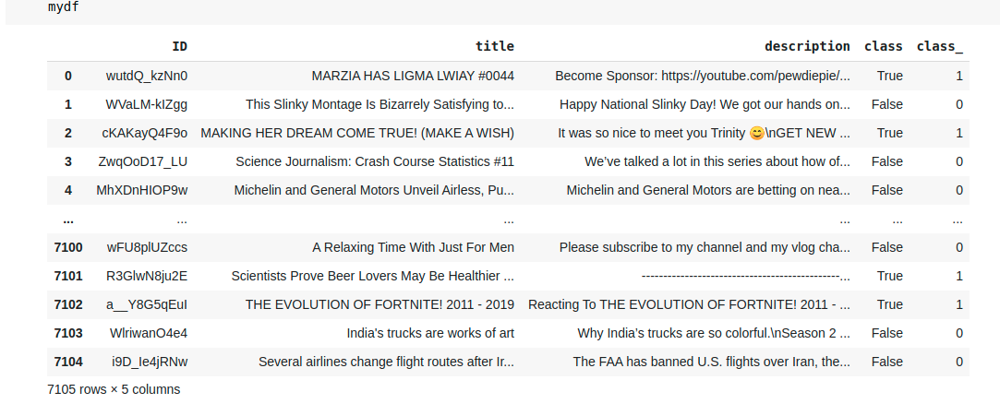 mydf
ID title description class class_
0 wutdQ_kzNn0 MARZIA HAS LIGMA LWIAY #0044 Become Sponsor: https://youtube.com/pewdiepie/... True 1
1 WVaLM-kIZgg This Slinky Montage Is Bizarrely Satisfying to... Happy National Slinky Day! We got our hands on... False 0
2 cKAKayQ4F9o MAKING HER DREAM COME TRUE! (MAKE A WISH) It was so nice to meet you Trinity 😊\nGET NEW ... True 1
3 ZwqOoD17_LU Science Journalism: Crash Course Statistics #11 We've talked a lot in this series about how of... False 0
4 MhXDnHIOP9w Michelin and General Motors Unveil Airless, Pu... Michelin and General Motors are betting on nea... False 0
... ... ... ... ... ...
7100 wFU8plUZccs A Relaxing Time With Just For Men Please subscribe to my channel and my vlog cha... False 0
7101 R3GlwN8ju2E Scientists Prove Beer Lovers May Be Healthier ... -----------------------------------------------... True 1
7102 a__Y8G5qEuI THE EVOLUTION OF FORTNITE! 2011 - 2019 Reacting To THE EVOLUTION OF FORTNITE! 2011 - ... True 1
7103 WlriwanO4e4 India's trucks are works of art Why India's trucks are so colorful.\nSeason 2 ... False 0
7104 i9D_Ie4jRNw Several airlines change flight routes after Ir... The FAA has banned U.S. flights over Iran, the... False 0
7105 rows × 5 columns